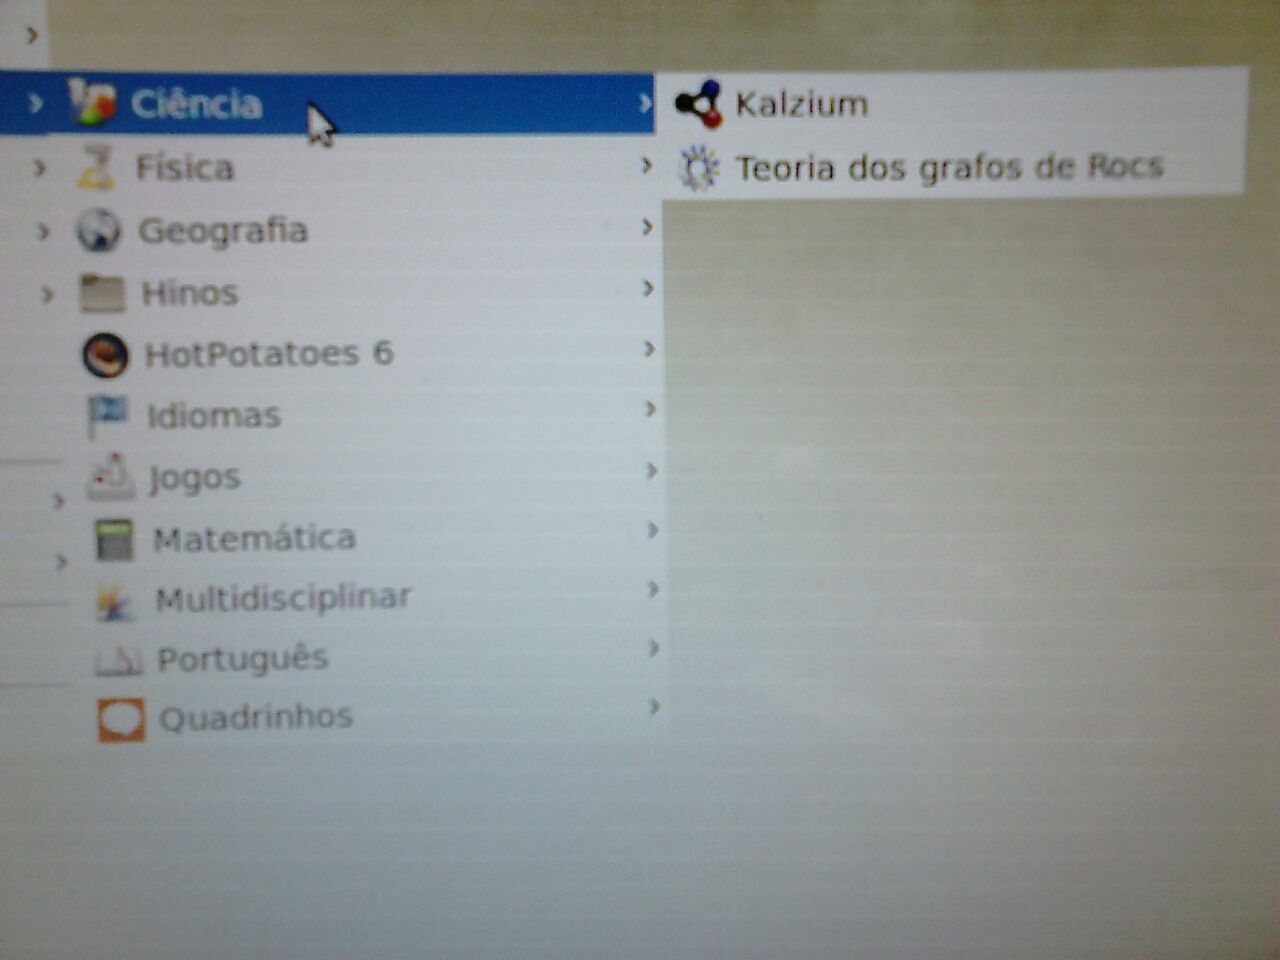 Ciência
Kalzium
Física
Teoria dos grafos de Rocs
Geografia
Hinos
HotPotatoes 6
Idiomas
Jogos
Matemática
Multidisciplinar
Português
Quadrinhos